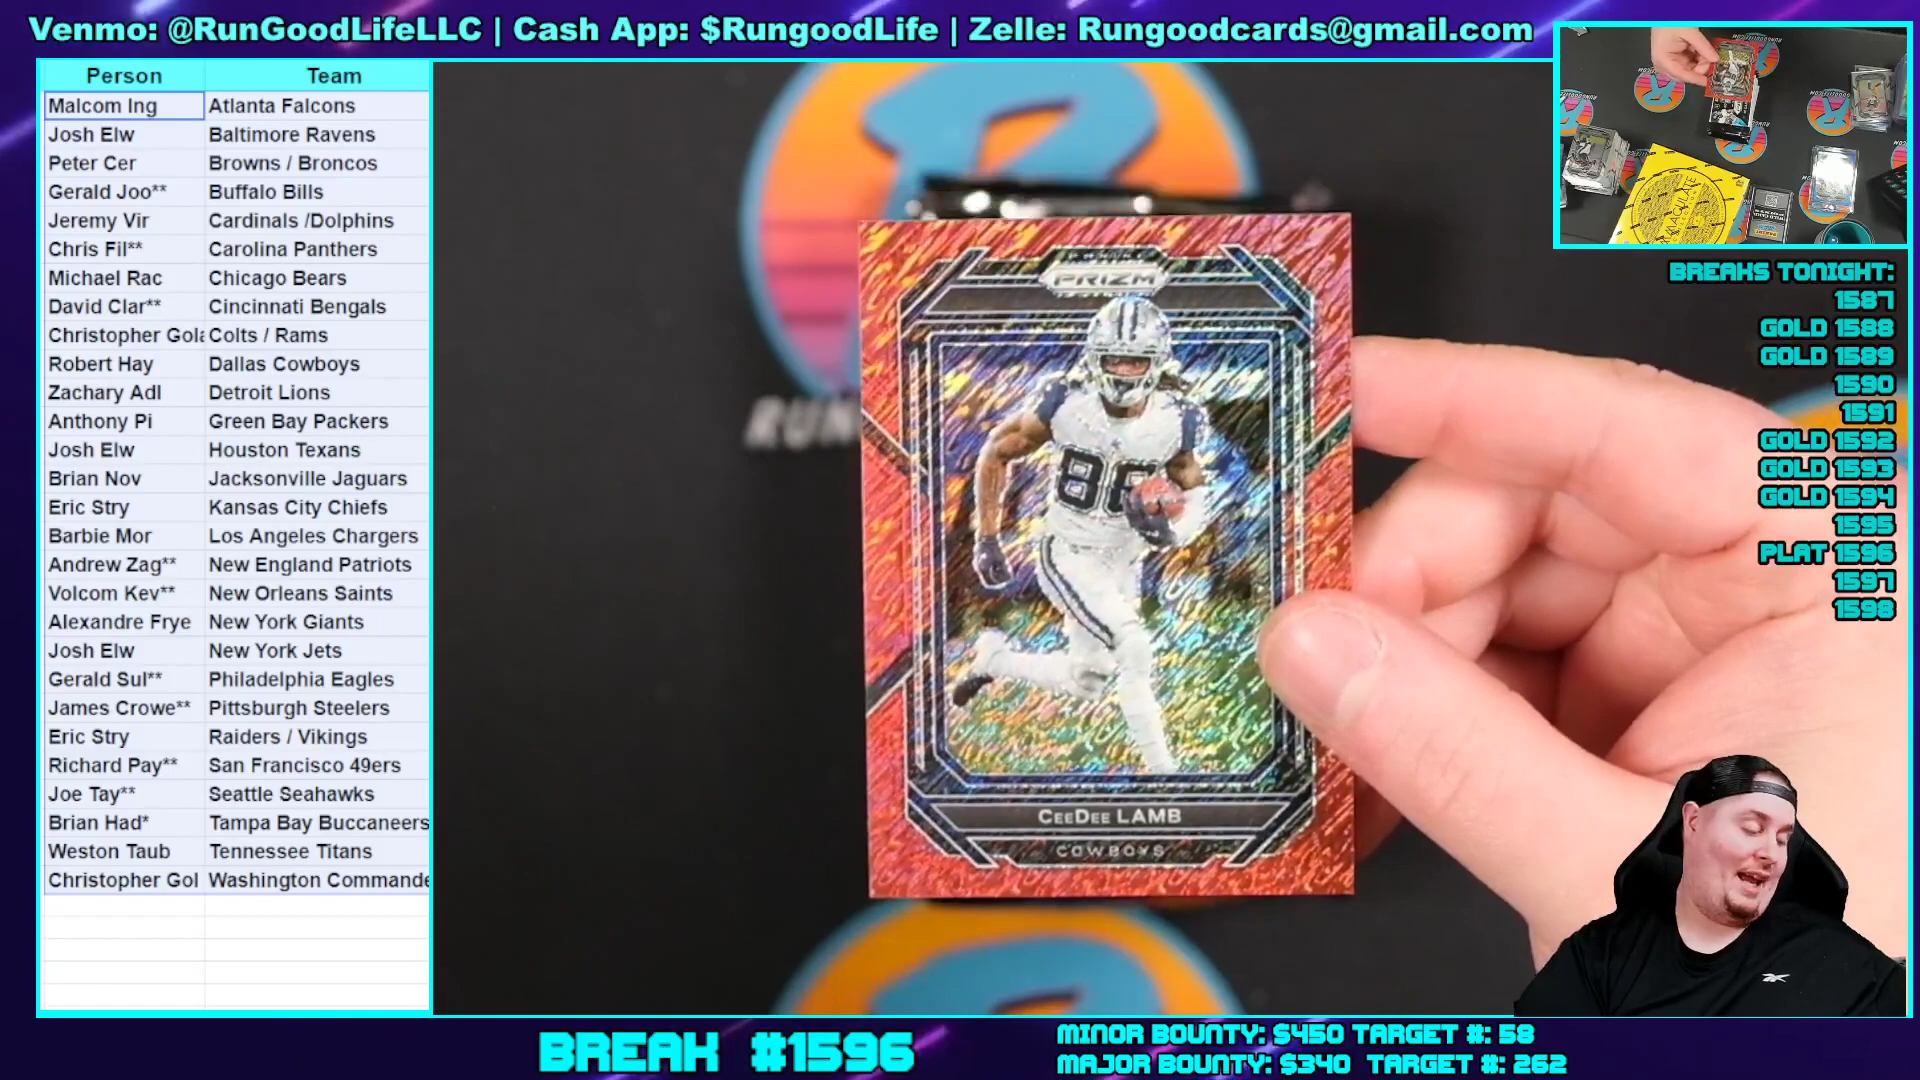 Venmo: @RunGoodLifeLLC | Cash App: $RungoodLife | Zelle: Rungoodcards@gmail.com
Person Team
Malcom Ing Atlanta Falcons
Josh Elw Baltimore Ravens
Peter Cer Browns / Broncos
Gerald Joo** Buffalo Bills
Jeremy Vir Cardinals /Dolphins
Chris Fil** Carolina Panthers
Michael Rac Chicago Bears
David Clar** Cincinnati Bengals
Christopher Gola Colts / Rams
Robert Hay Dallas Cowboys
Zachary Adl Detroit Lions
Anthony Pi Green Bay Packers
Josh Elw Houston Texans
Brian Nov Jacksonville Jaguars
Eric Stry Kansas City Chiefs
Barbie Mor Los Angeles Chargers
Andrew Zag** New England Patriots
Volcom Kev** New Orleans Saints
Alexandre Frye New York Giants
Josh Elw New York Jets
Gerald Sul** Philadelphia Eagles
James Crowe** Pittsburgh Steelers
Eric Stry Raiders / Vikings
Richard Pay** San Francisco 49ers
Joe Tay** Seattle Seahawks
Brian Had* Tampa Bay Buccaneers
Weston Taub Tennessee Titans
Christopher Gol Washington Commande
RUN
PRIZM
88
CEEDEE LAMB
COWBOYS
BREAKS TONIGHT:
1587
GOLD 1588
GOLD 1589
1590
1591
GOLD 1592
GOLD 1593
GOLD 1594
1595
PLAT 1596
1597
1598
BREAK #1596
MINOR BOUNTY: $450 TARGET #: 58
MAJOR BOUNTY: $340 TARGET #: 262